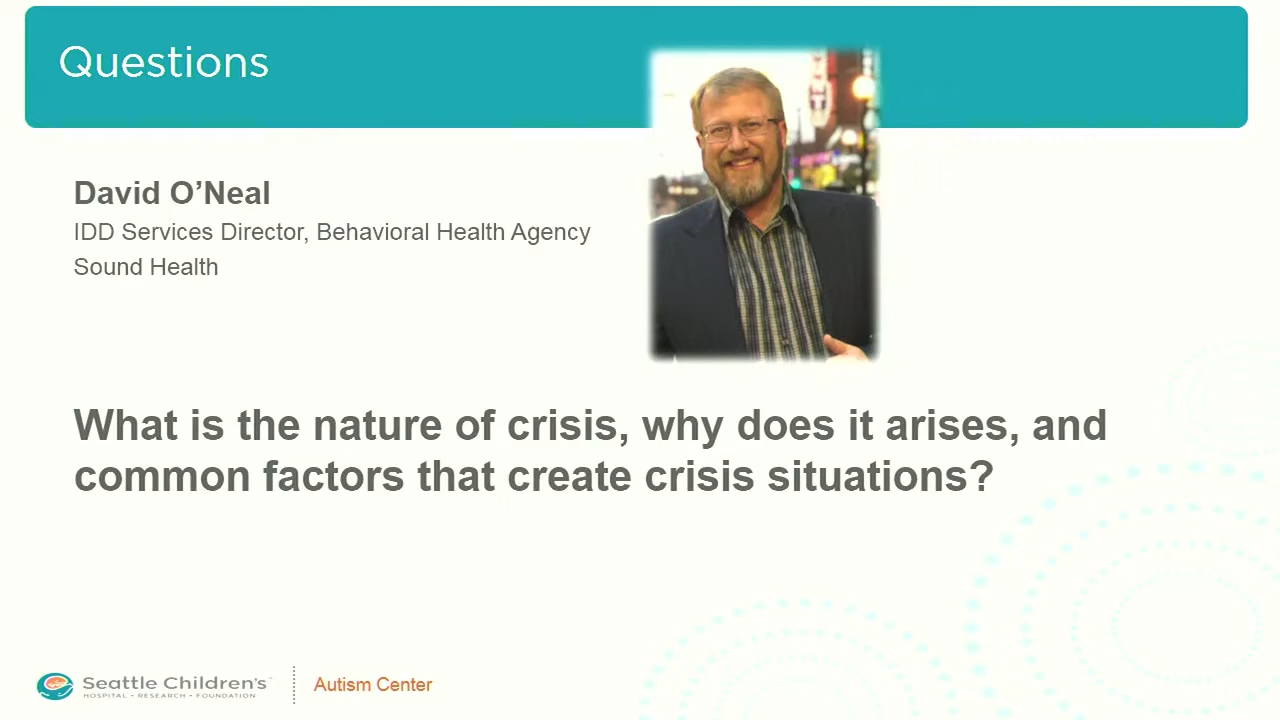 Questions
David O’Neal
IDD Services Director, Behavioral Health Agency
Sound Health
What is the nature of crisis, why does it arises, and
common factors that create crisis situations?
Seattle Children's
HOSPITAL • RESEARCH • FOUNDATION
Autism Center